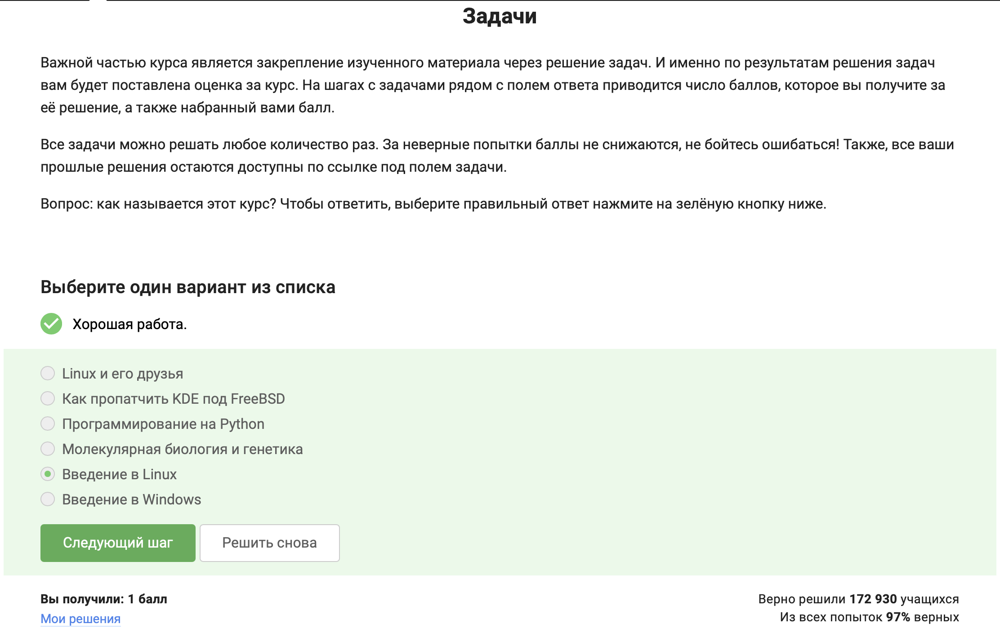 Задачи
Важной частью курса является закрепление изученного материала через решение задач. И именно по результатам решения задач
вам будет поставлена оценка за курс. На шагах с задачами рядом с полем ответа приводится число баллов, которое вы получите за
её решение, а также набранный вами балл.
Все задачи можно решать любое количество раз. За неверные попытки баллы не снижаются, не бойтесь ошибаться! Также, все ваши
прошлые решения остаются доступны по ссылке под полем задачи.
Вопрос: как называется этот курс? Чтобы ответить, выберите правильный ответ нажмите на зелёную кнопку ниже.
Выберите один вариант из списка
Хорошая работа.
Linux и его друзья
Как пропатчить KDE под FreeBSD
Программирование на Python
Молекулярная биология и генетика
Введение в Linux
Введение в Windows
Следующий шаг
Решить снова
Вы получили: 1 балл
Мои решения
Верно решили 172 930 учащихся
Из всех попыток 97% верных